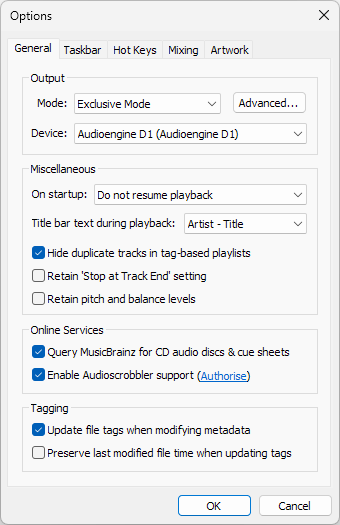 Options
General Taskbar Hot Keys Mixing Artwork
Output
Mode: Exclusive Mode Advanced...
Device: Audioengine D1 (Audioengine D1)
Miscellaneous
On startup: Do not resume playback
Title bar text during playback: Artist - Title
Hide duplicate tracks in tag-based playlists
Retain 'Stop at Track End' setting
Retain pitch and balance levels
Online Services
Query MusicBrainz for CD audio discs & cue sheets
Enable Audioscrobbler support (Authorise)
Tagging
Update file tags when modifying metadata
Preserve last modified file time when updating tags
OK Cancel